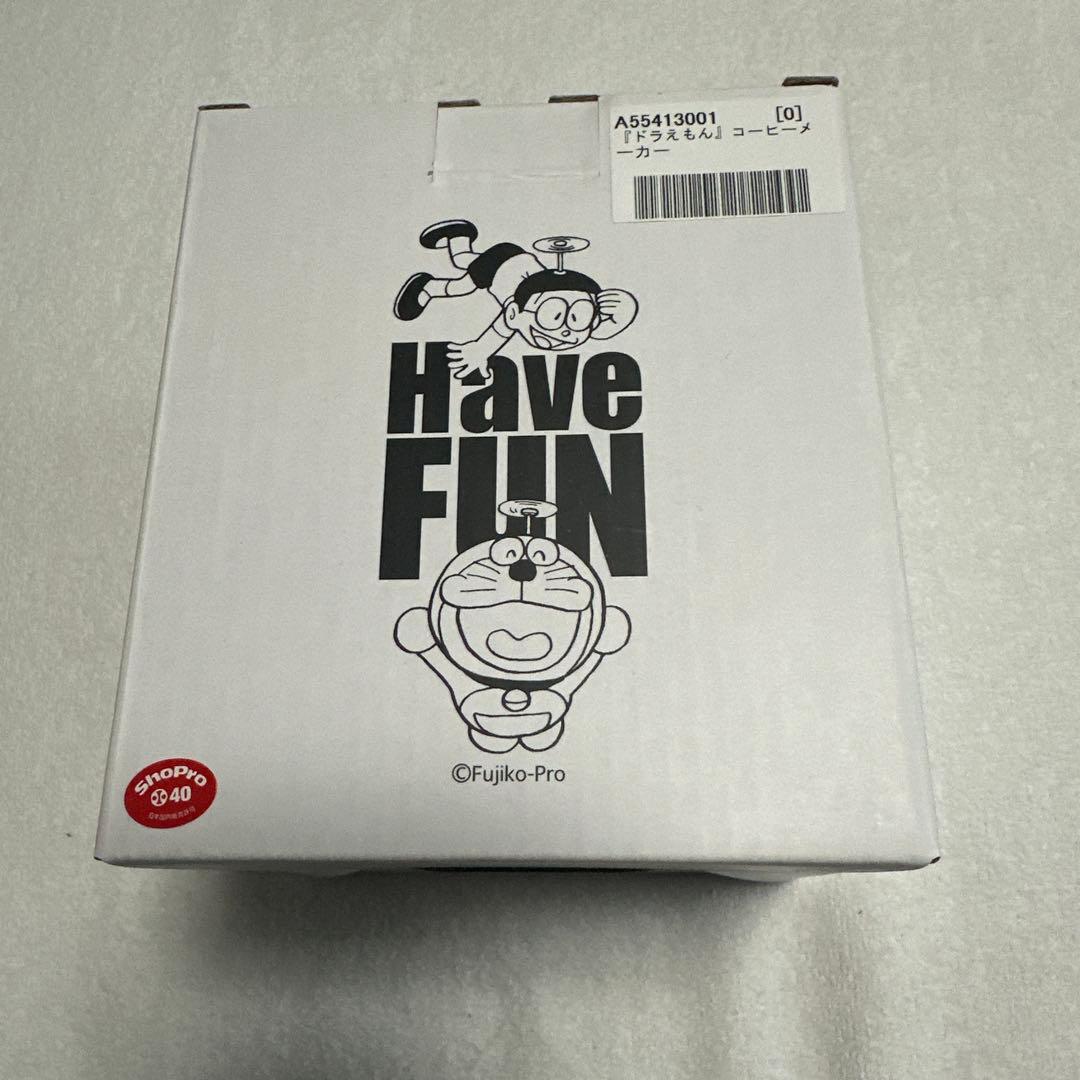 A55413001 [0]
『ドラえもん』コーヒーメ
ーカー
Have
FUN
©Fujiko-Pro
ShoPro
40